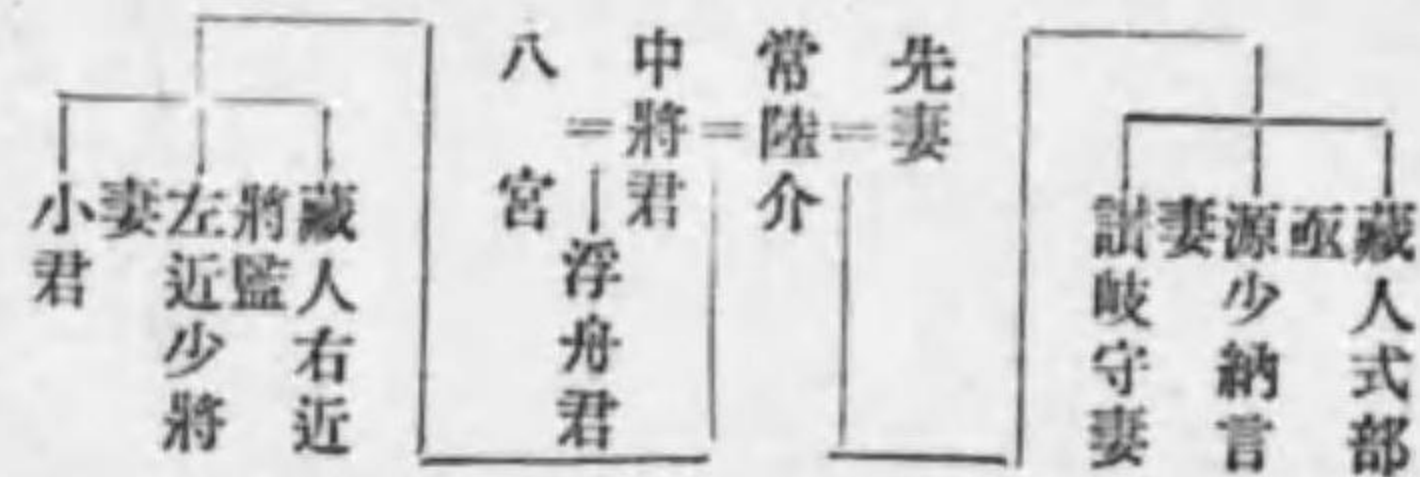 藏人式部
丞
源少納言
妻
讃岐守妻
先妻
常陸介
中將君
浮舟君
八宮
藏人右近
將監
左近少將
妻
小君